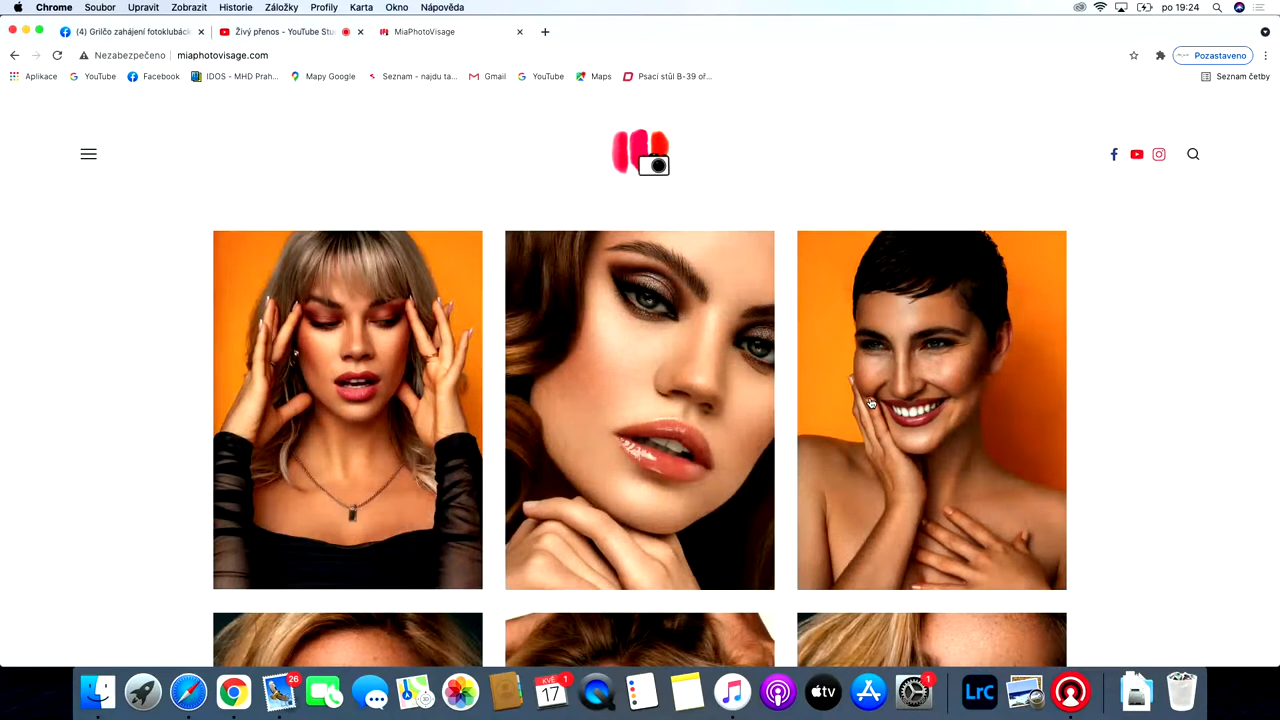 Chrome Soubor Upravit Zobrazit Historie Záložky Profily Karta Okno Nápověda po 19:24
(4) Grilčo zahájení fotoklubáck Živý přenos - YouTube Stu MiaPhotoVisage
Nezabezpečeno miaphotovisage.com Pozastaveno
Aplikace YouTube Facebook IDOS - MHD Prah... Mapy Google Seznam - najdu ta... Gmail YouTube Maps Psací stůl B-39 oř... Seznam četby
26 KVĚ 17 1 tv 1 LrC